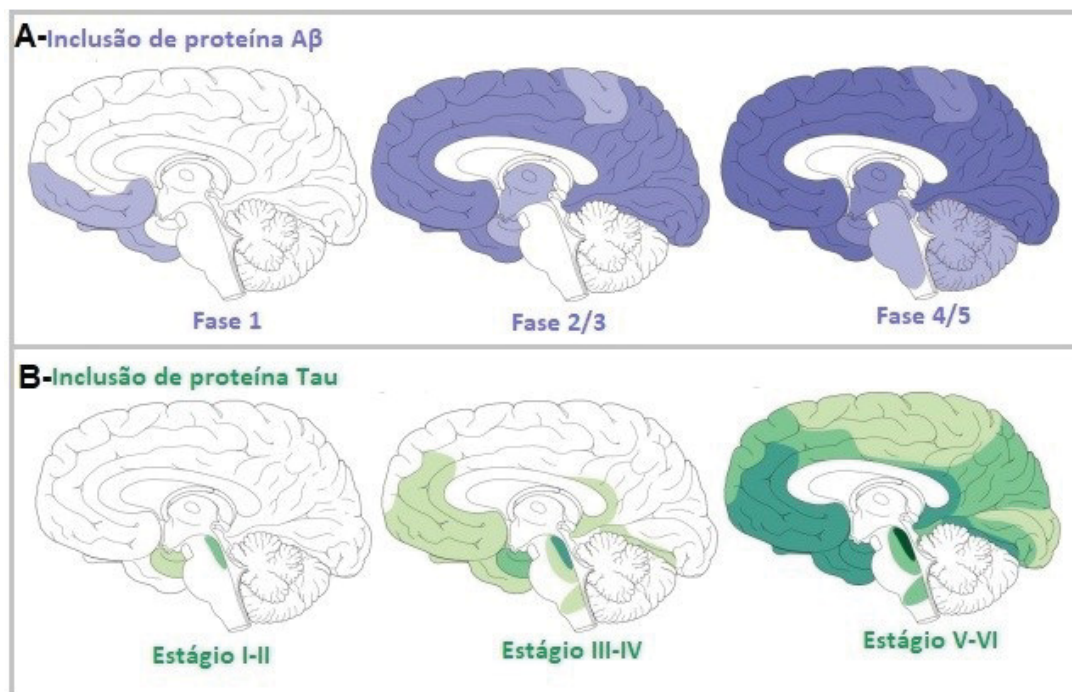 A-Inclusão de proteína Aβ
Fase 1
Fase 2/3
Fase 4/5
B-Inclusão de proteína Tau
Estágio I-II
Estágio III-IV
Estágio V-VI